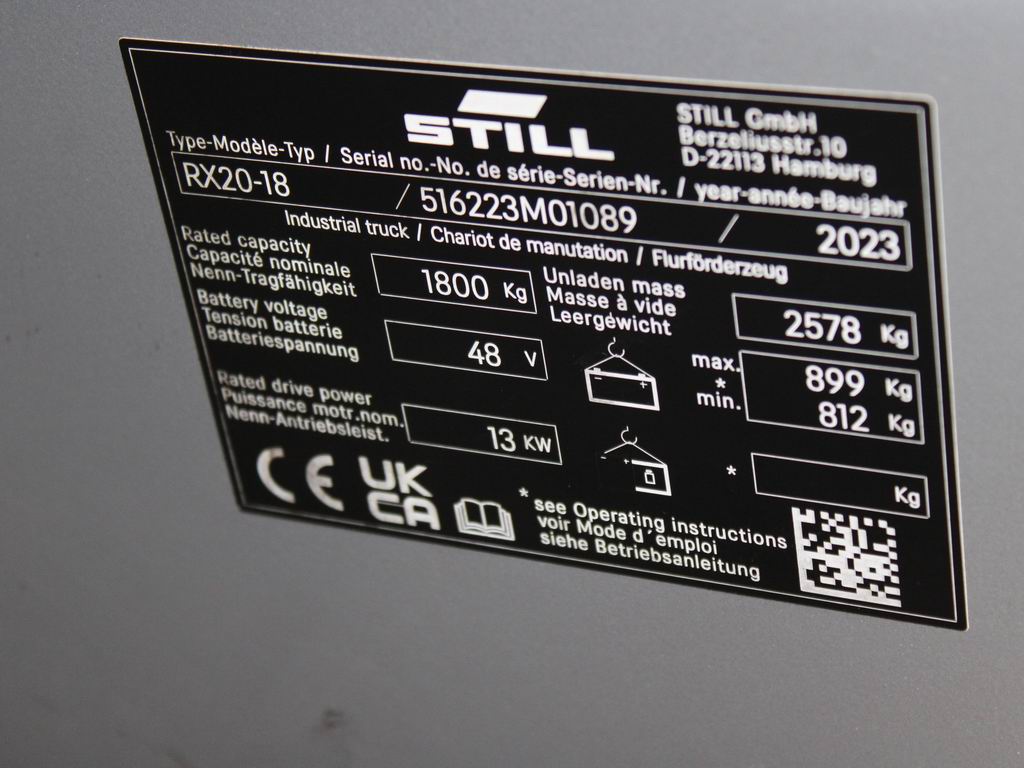 STILL
STILL GmbH
Berzeliusstr.10
D-22113 Hamburg
Type-Modèle-Typ / Serial no.-No. de série-Serien-Nr. / year-année-Baujahr
RX20-18 / 516223M01089 / 2023
Industrial truck / Chariot de manutation / Flurförderzeug
Rated capacity
Capacité nominale
Nenn-Tragfähigkeit
1800 Kg
Unladen mass
Masse à vide
Leergewicht
2578 Kg
Battery voltage
Tension batterie
Batteriespannung
48 V
max. 899 Kg
*
min. 812 Kg
Rated drive power
Puissance motr.nom.
Nenn-Antriebsleist.
13 KW
* Kg
CE
UK
CA
* see Operating instructions
voir Mode d'emploi
siehe Betriebsanleitung